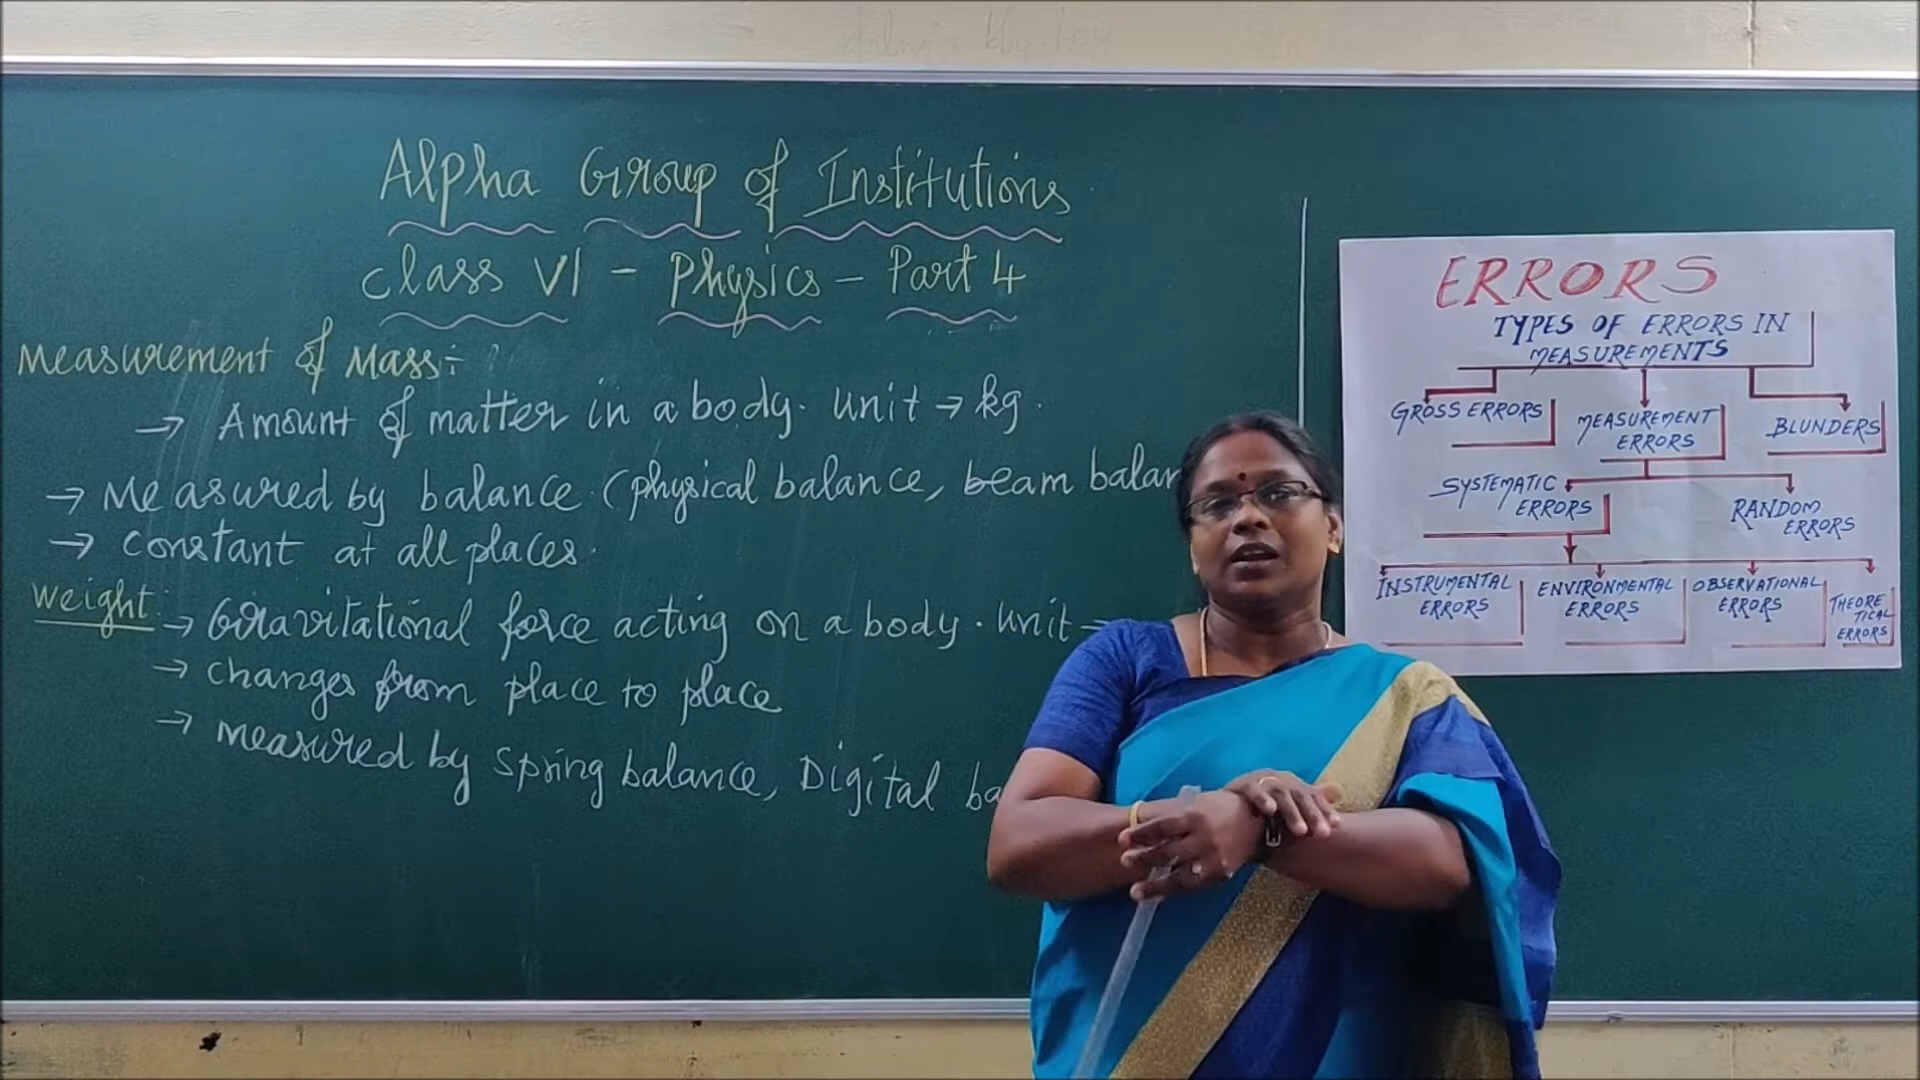 Alpha Group of Institutions
Class VI - Physics - Part 4
Measurement of Mass:-
→ Amount of matter in a body. Unit → kg.
→ Measured by balance. (physical balance, beam balan
→ Constant at all places.
Weight: → Gravitational force acting on a body. Unit →
→ Changes from place to place
→ Measured by Spring balance, Digital ba
ERRORS
TYPES OF ERRORS IN
MEASUREMENTS
GROSS ERRORS
MEASUREMENT
ERRORS
BLUNDERS
SYSTEMATIC
ERRORS
RANDOM
ERRORS
INSTRUMENTAL
ERRORS
ENVIRONMENTAL
ERRORS
OBSERVATIONAL
ERRORS
THEORE
TICAL
ERRORS